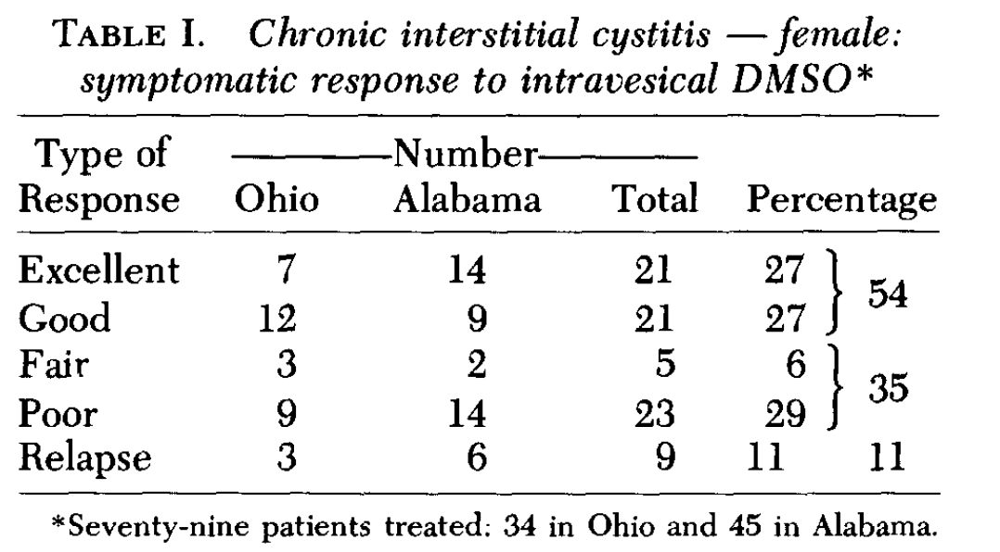 TABLE I. Chronic interstitial cystitis — female:
symptomatic response to intravesical DMSO*
Type of ———Number———
Response Ohio Alabama Total Percentage
Excellent 7 14 21 27 } 54
Good 12 9 21 27
Fair 3 2 5 6 } 35
Poor 9 14 23 29
Relapse 3 6 9 11 11
*Seventy-nine patients treated: 34 in Ohio and 45 in Alabama.